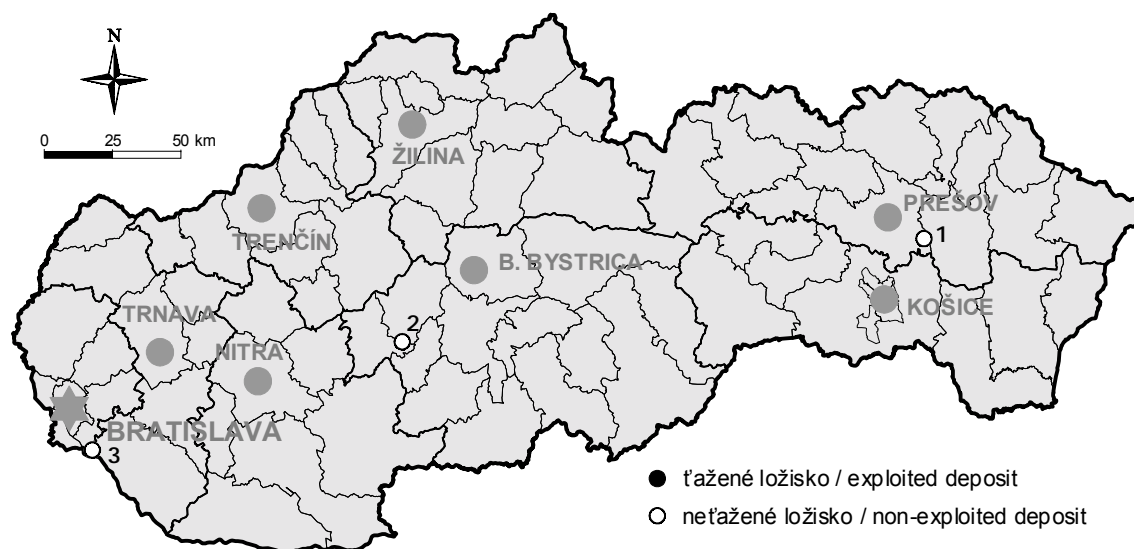 N
0 25 50 km
ŽILINA
PREŠOV
1
TRENČÍN
B. BYSTRICA
KOŠICE
TRNAVA
2
NITRA
BRATISLAVA
3
ťažené ložisko / exploited deposit
neťažené ložisko / non-exploited deposit